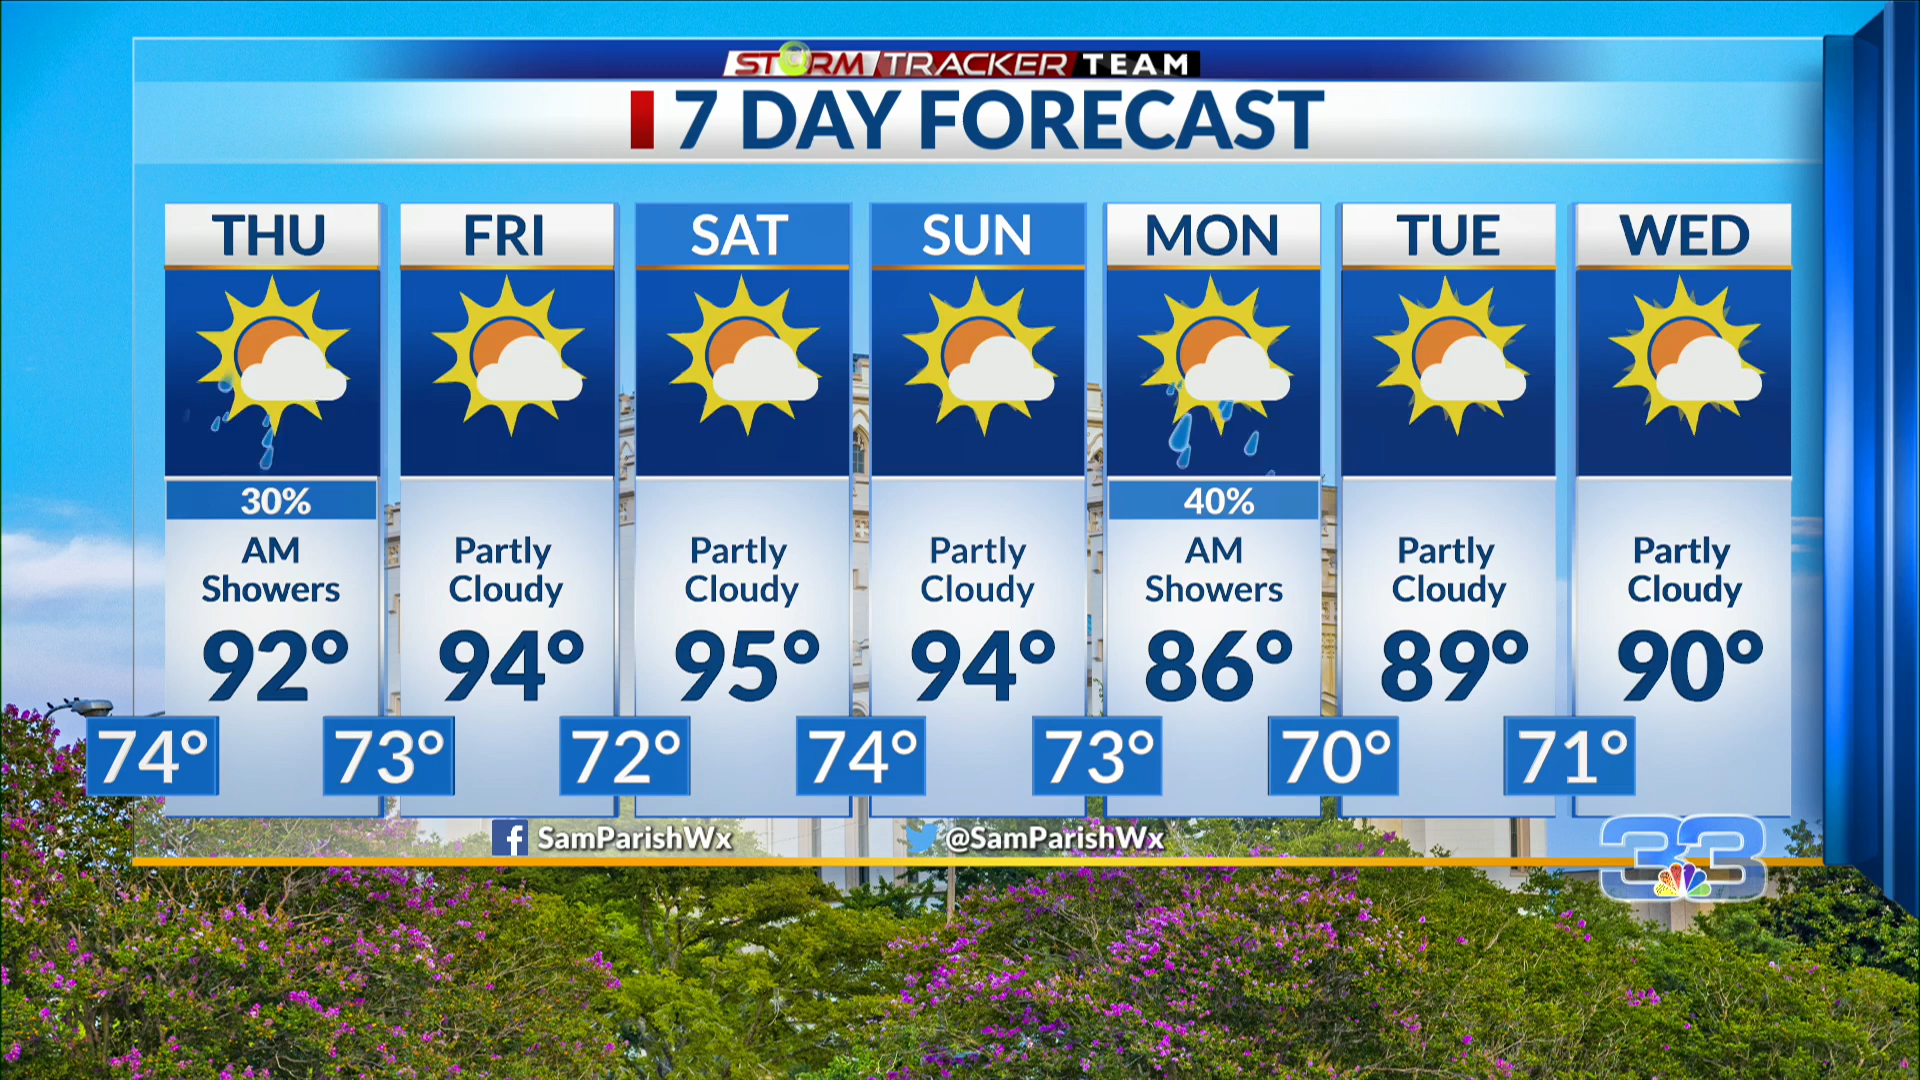 STORM TRACKER TEAM
7 DAY FORECAST
THU FRI SAT SUN MON TUE WED
30% 40%
AM Partly Partly Partly AM Partly Partly
Showers Cloudy Cloudy Cloudy Showers Cloudy Cloudy
92° 94° 95° 94° 86° 89° 90°
74° 73° 72° 74° 73° 70° 71°
f SamParishWx @SamParishWx
33